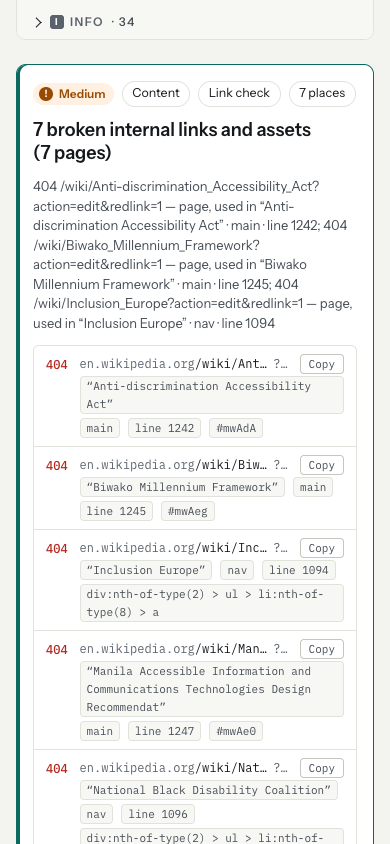 I INFO · 34
! Medium Content Link check 7 places
7 broken internal links and assets
(7 pages)
404 /wiki/Anti-discrimination_Accessibility_Act?
action=edit&redlink=1 — page, used in “Anti-
discrimination Accessibility Act” · main · line 1242; 404
/wiki/Biwako_Millennium_Framework?
action=edit&redlink=1 — page, used in “Biwako
Millennium Framework” · main · line 1245; 404
/wiki/Inclusion_Europe?action=edit&redlink=1 — page,
used in “Inclusion Europe” · nav · line 1094
404 en.wikipedia.org/wiki/Ant… ?… Copy
“Anti-discrimination Accessibility
Act”
main line 1242 #mwAdA
404 en.wikipedia.org/wiki/Biw… ?… Copy
“Biwako Millennium Framework” main
line 1245 #mwAeg
404 en.wikipedia.org/wiki/Inc… ?… Copy
“Inclusion Europe” nav line 1094
div:nth-of-type(2) > ul > li:nth-of-
type(8) > a
404 en.wikipedia.org/wiki/Man… ?… Copy
“Manila Accessible Information and
Communications Technologies Design
Recommendat”
main line 1247 #mwAe0
404 en.wikipedia.org/wiki/Nat… ?… Copy
“National Black Disability Coalition”
nav line 1096
div:nth-of-type(2) > ul > li:nth-of-